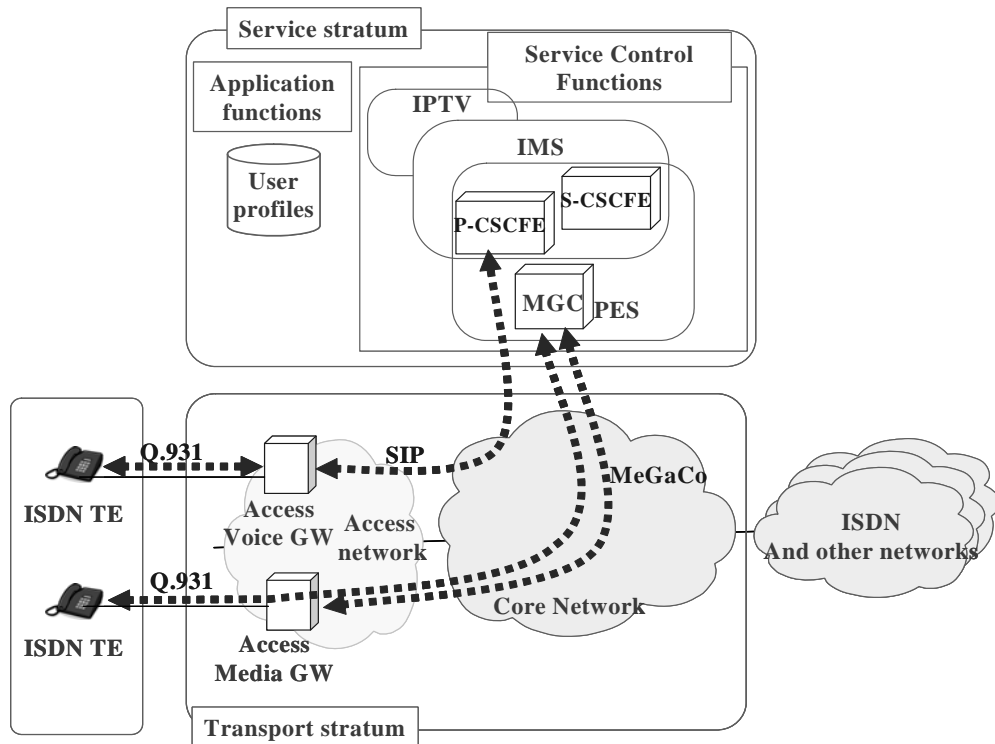 Service stratum
Service Control
Functions
Application
functions
IPTV
IMS
User
profiles
S-CSCFE
P-CSCFE
MGC
PES
Q.931
SIP
MeGaCo
ISDN TE
Access
Voice GW
Access
network
ISDN
And other networks
Q.931
Core Network
ISDN TE
Access
Media GW
Transport stratum